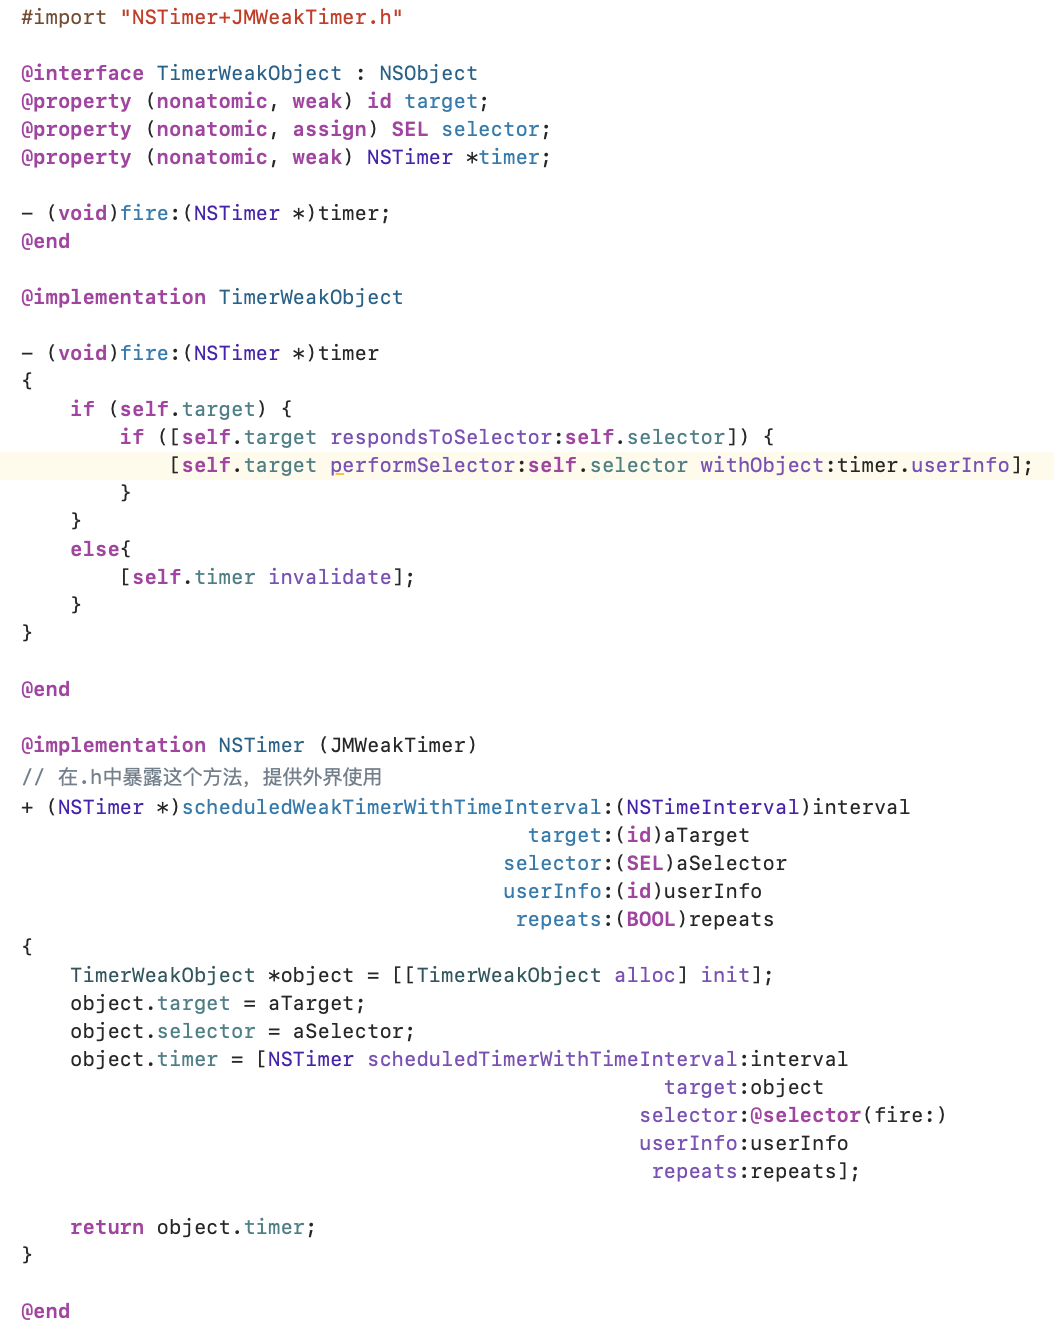 #import "NSTimer+JMWeakTimer.h"
@interface TimerWeakObject : NSObject
@property (nonatomic, weak) id target;
@property (nonatomic, assign) SEL selector;
@property (nonatomic, weak) NSTimer *timer;
- (void)fire:(NSTimer *)timer;
@end
@implementation TimerWeakObject
- (void)fire:(NSTimer *)timer
{
    if (self.target) {
        if ([self.target respondsToSelector:self.selector]) {
            [self.target performSelector:self.selector withObject:timer.userInfo];
        }
    }
    else{
        [self.timer invalidate];
    }
}
@end
@implementation NSTimer (JMWeakTimer)
// 在.h中暴露这个方法，提供外界使用
+ (NSTimer *)scheduledWeakTimerWithTimeInterval:(NSTimeInterval)interval
                                         target:(id)aTarget
                                       selector:(SEL)aSelector
                                       userInfo:(id)userInfo
                                        repeats:(BOOL)repeats
{
    TimerWeakObject *object = [[TimerWeakObject alloc] init];
    object.target = aTarget;
    object.selector = aSelector;
    object.timer = [NSTimer scheduledTimerWithTimeInterval:interval
                                                    target:object
                                                  selector:@selector(fire:)
                                                  userInfo:userInfo
                                                   repeats:repeats];
    return object.timer;
}
@end